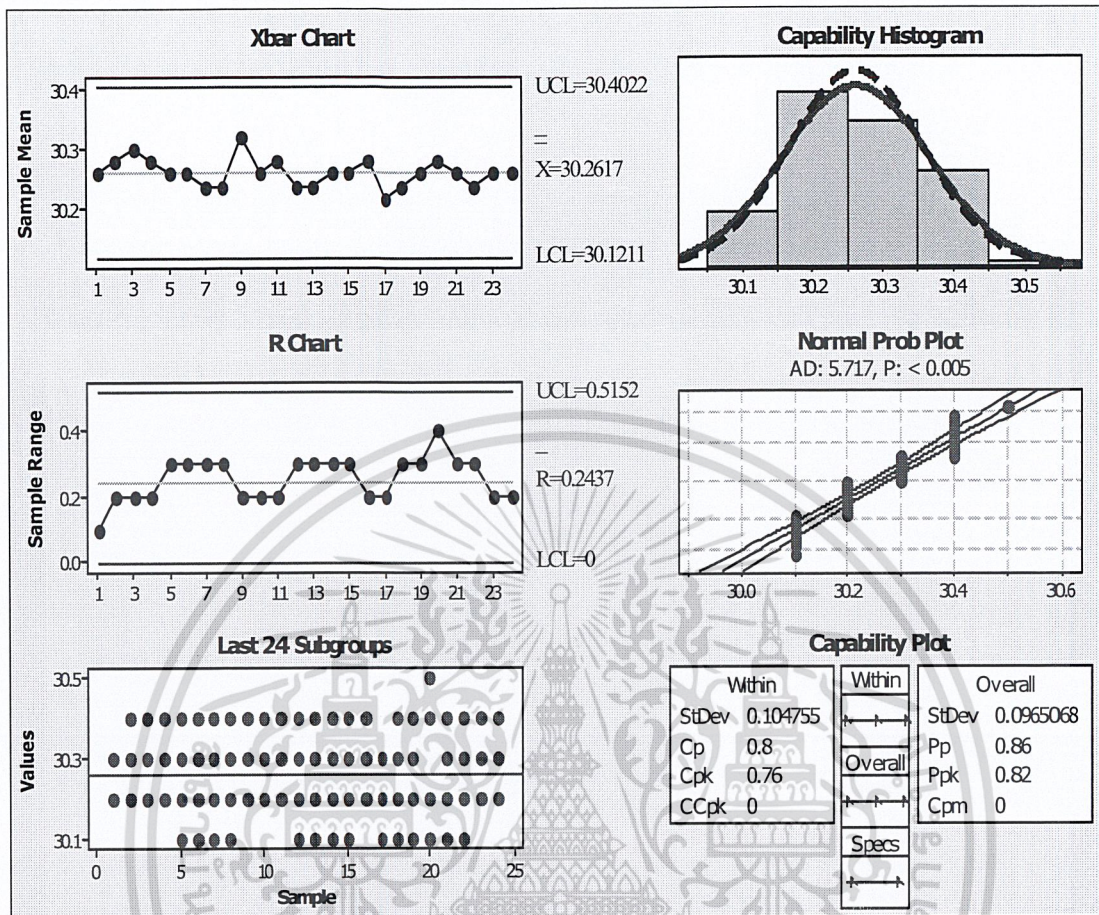 Xbar Chart
Sample Mean
30.4
30.3
30.2
UCL=30.4022
X=30.2617
LCL=30.1211
1 3 5 7 9 11 13 15 17 19 21 23
Capability Histogram
30.1 30.2 30.3 30.4 30.5
R Chart
Sample Range
0.4
0.2
0.0
UCL=0.5152
R=0.2437
LCL=0
1 3 5 7 9 11 13 15 17 19 21 23
Normal Prob Plot
AD: 5.717, P: < 0.005
30.0 30.2 30.4 30.6
Last 24 Subgroups
Values
30.5
30.3
30.1
0 5 10 15 20 25
Sample
Capability Plot
Within
StDev 0.104755
Cp 0.8
Cpk 0.76
CCpk 0
Within
Overall
Specs
Overall
StDev 0.0965068
Pp 0.86
Ppk 0.82
Cpm 0